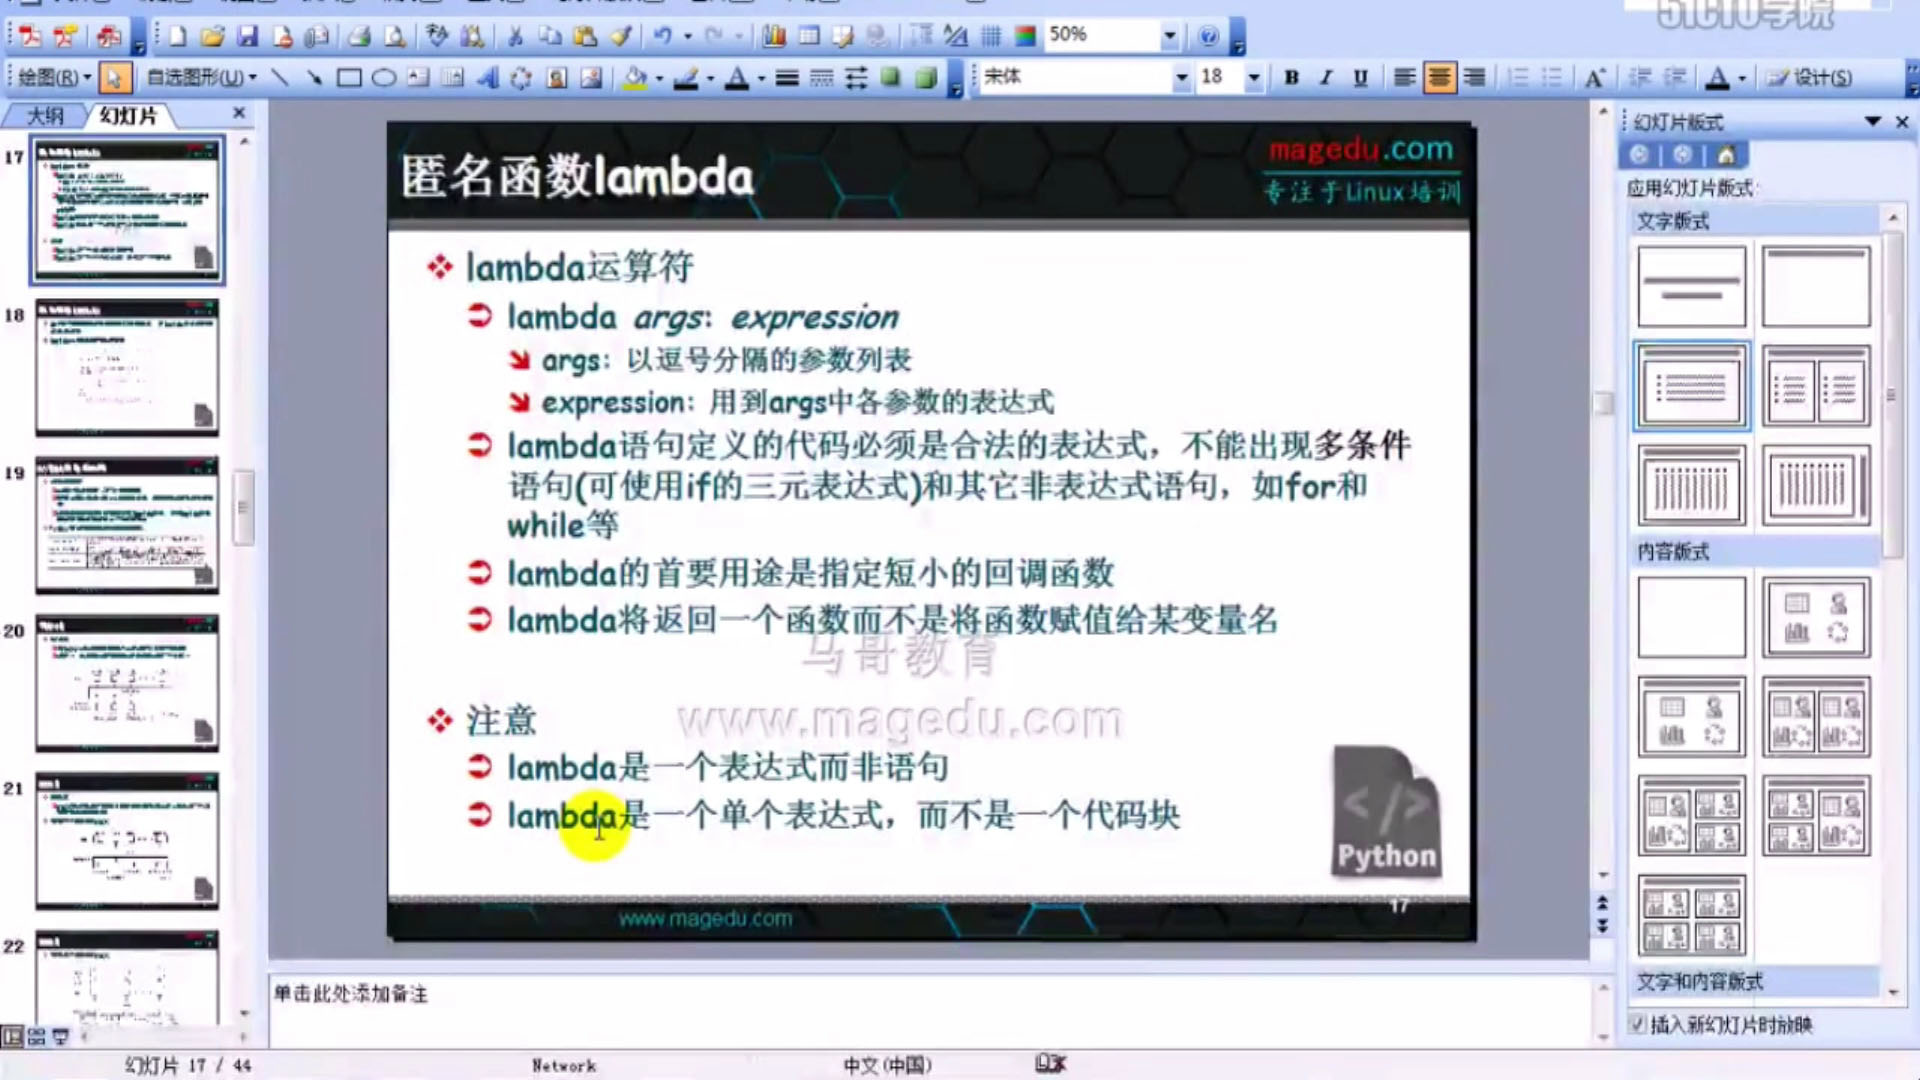 51CTO学院
50%
绘图(R)
自选图形(U)
宋体
18
B I U
A
设计(S)
大纲
幻灯片
17
18
19
20
21
22
匿名函数lambda
magedu.com
专注于Linux培训
lambda运算符
lambda args: expression
args: 以逗号分隔的参数列表
expression: 用到args中各参数的表达式
lambda语句定义的代码必须是合法的表达式，不能出现多条件
语句(可使用if的三元表达式)和其它非表达式语句，如for和
while等
lambda的首要用途是指定短小的回调函数
lambda将返回一个函数而不是将函数赋值给某变量名
马哥教育
www.magedu.com
注意
lambda是一个表达式而非语句
lambda是一个单个表达式，而不是一个代码块
</>
Python
17
www.magedu.com
单击此处添加备注
幻灯片版式
应用幻灯片版式:
文字版式
内容版式
文字和内容版式
插入新幻灯片时放映
幻灯片 17 / 44
Network
中文(中国)